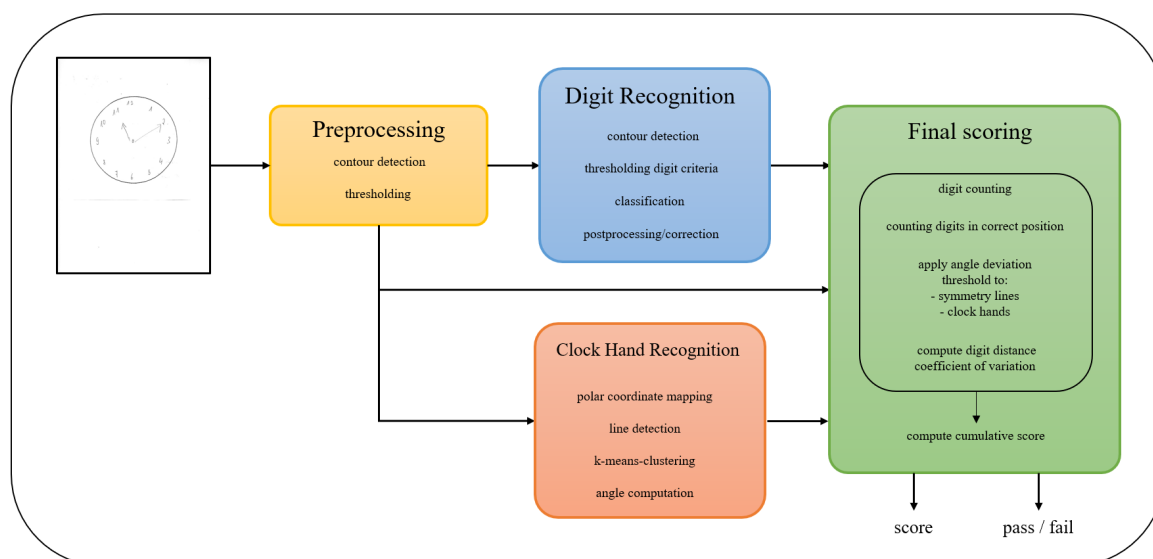 Preprocessing
contour detection
thresholding
Digit Recognition
contour detection
thresholding digit criteria
classification
postprocessing/correction
Clock Hand Recognition
polar coordinate mapping
line detection
k-means-clustering
angle computation
Final scoring
digit counting
counting digits in correct position
apply angle deviation
threshold to:
- symmetry lines
- clock hands
compute digit distance
coefficient of variation
compute cumulative score
score
pass / fail